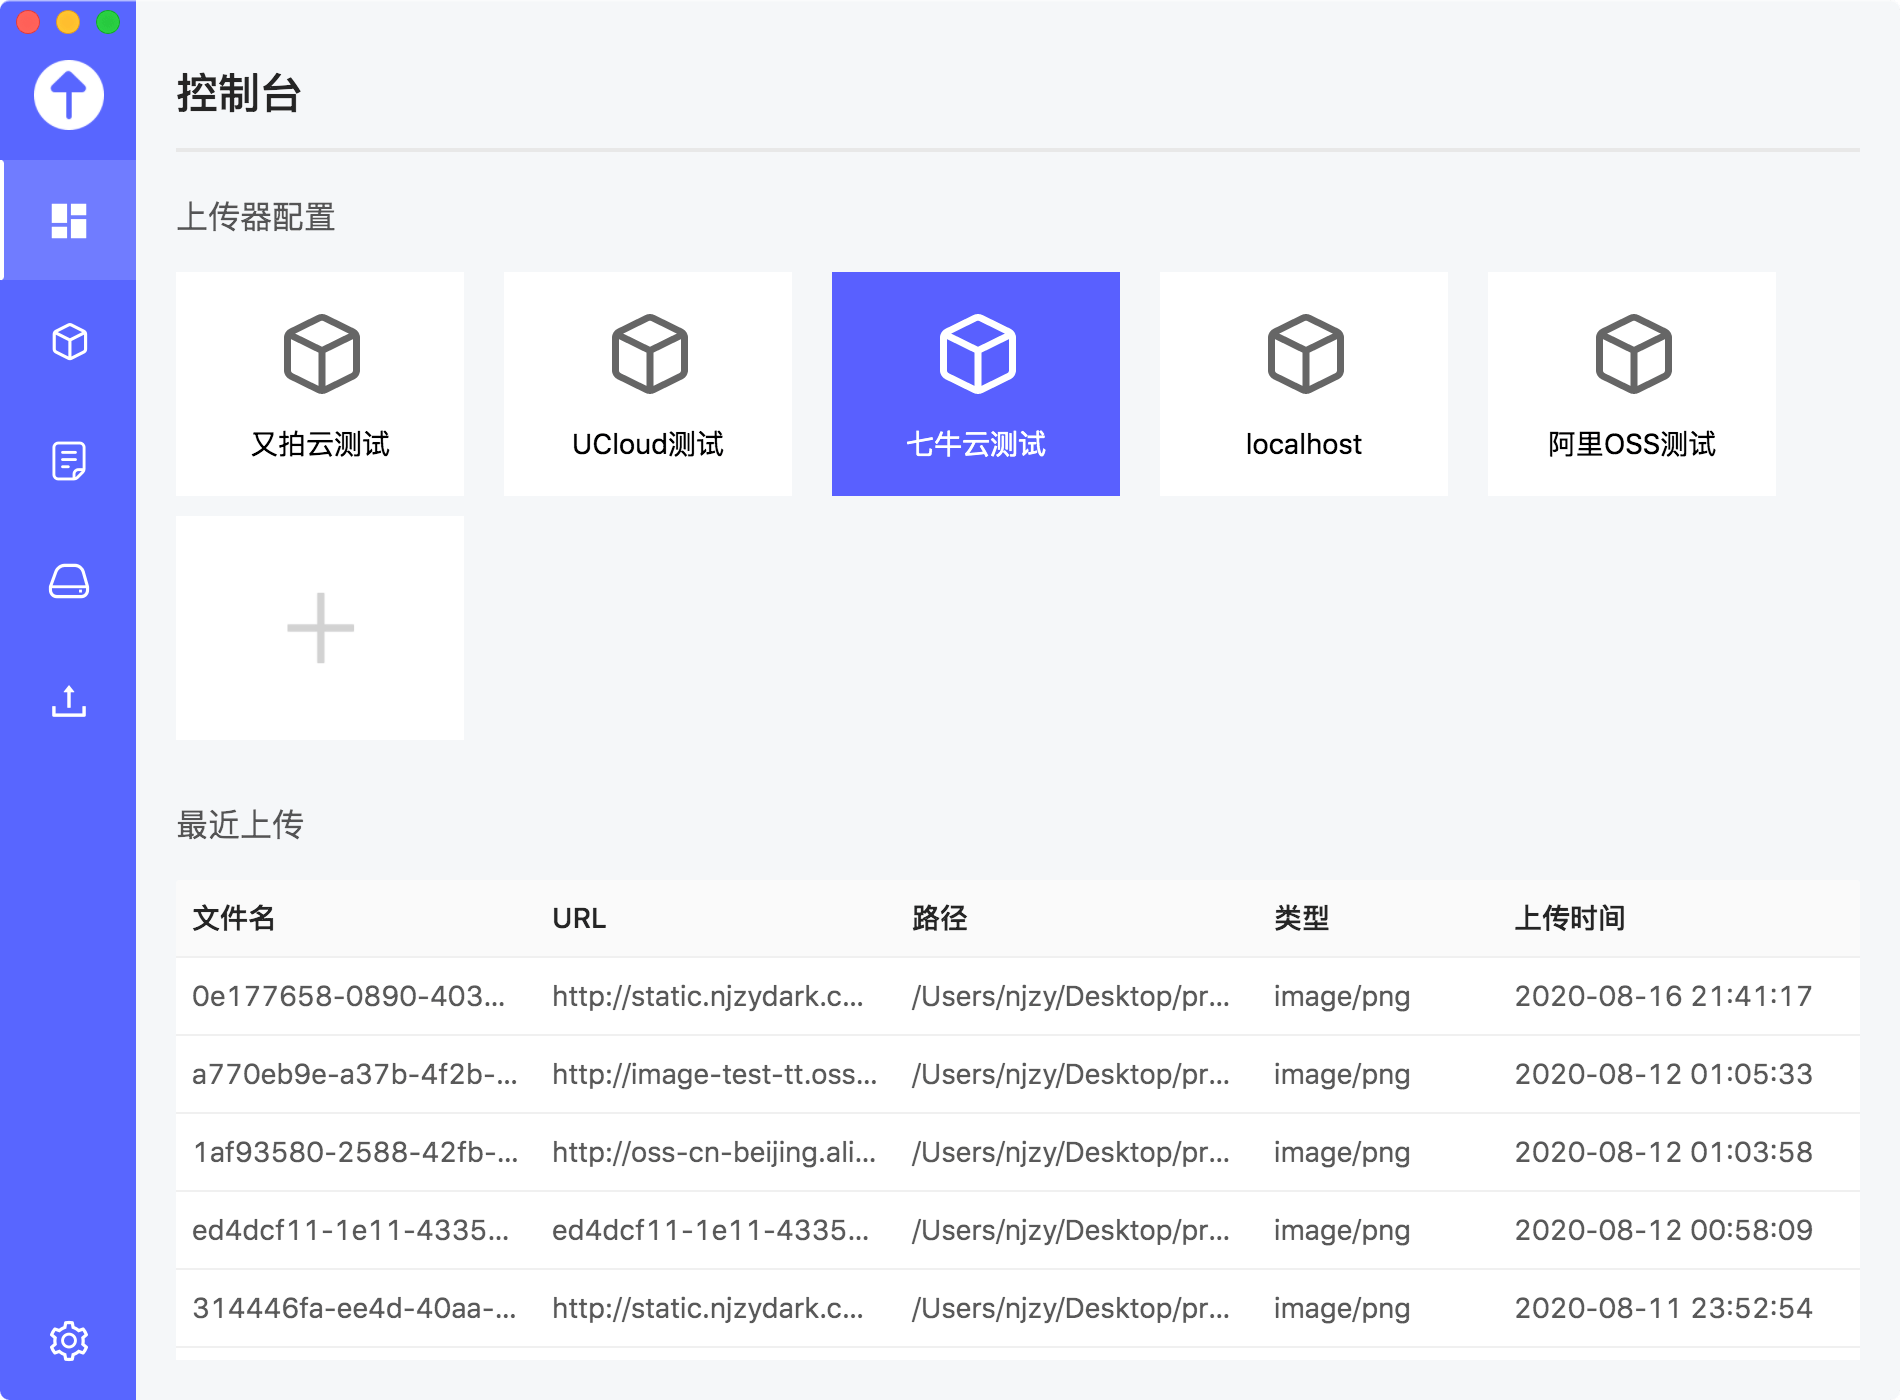 控制台
上传器配置
又拍云测试 UCloud测试 七牛云测试 localhost 阿里OSS测试
最近上传
文件名 URL 路径 类型 上传时间
0e177658-0890-403... http://static.njzydark.c... /Users/njzy/Desktop/pr... image/png 2020-08-16 21:41:17
a770eb9e-a37b-4f2b-... http://image-test-tt.oss... /Users/njzy/Desktop/pr... image/png 2020-08-12 01:05:33
1af93580-2588-42fb-... http://oss-cn-beijing.ali... /Users/njzy/Desktop/pr... image/png 2020-08-12 01:03:58
ed4dcf11-1e11-4335... ed4dcf11-1e11-4335... /Users/njzy/Desktop/pr... image/png 2020-08-12 00:58:09
314446fa-ee4d-40aa-... http://static.njzydark.c... /Users/njzy/Desktop/pr... image/png 2020-08-11 23:52:54